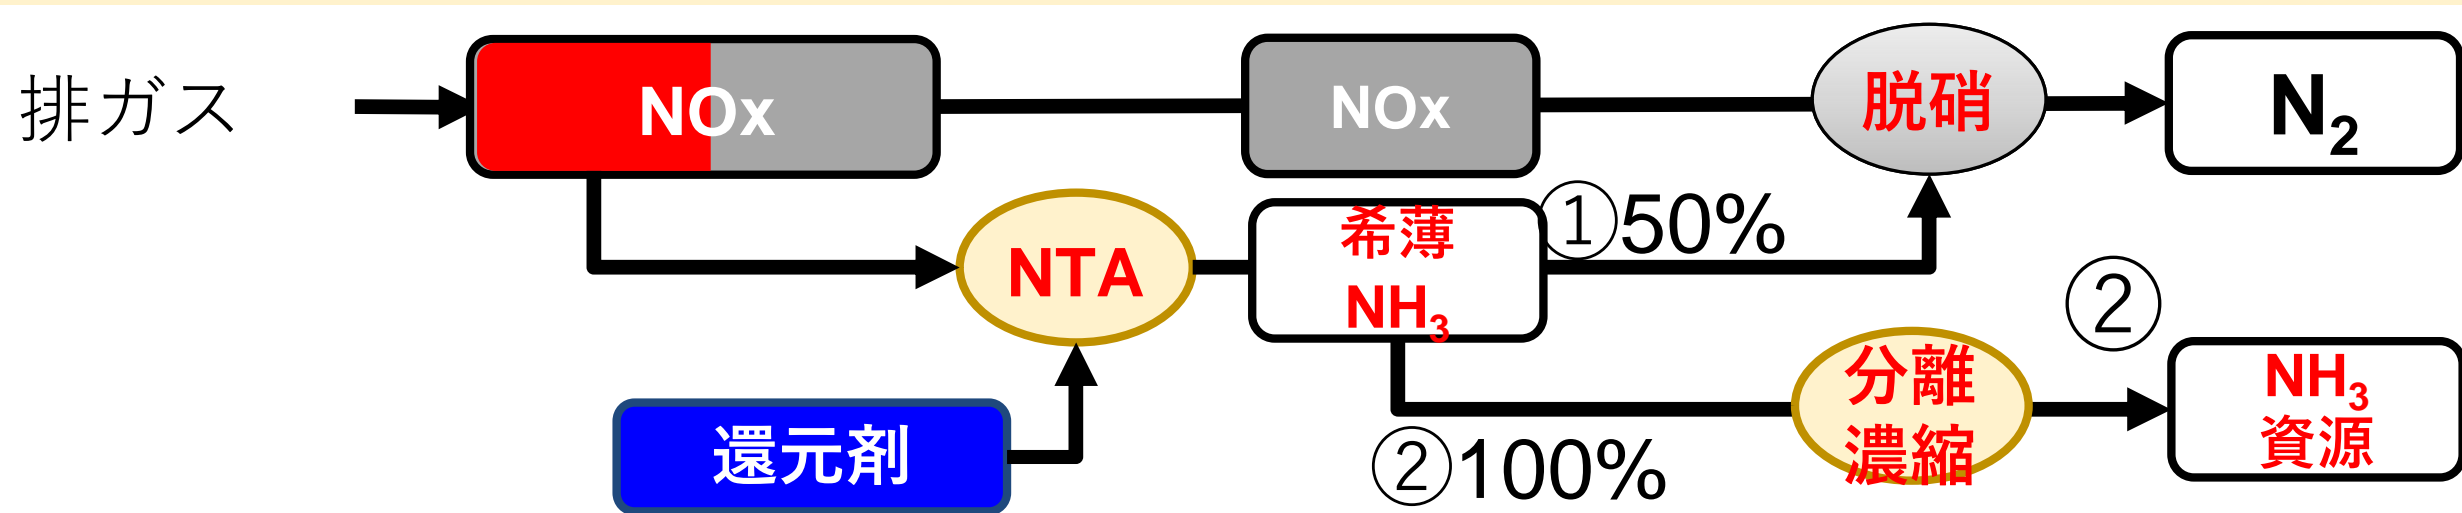 排ガス
NOx
NOx
脱硝
N₂
NTA
希薄
NH₃
①50%
②
還元剤
②100%
分離
濃縮
NH₃
資源